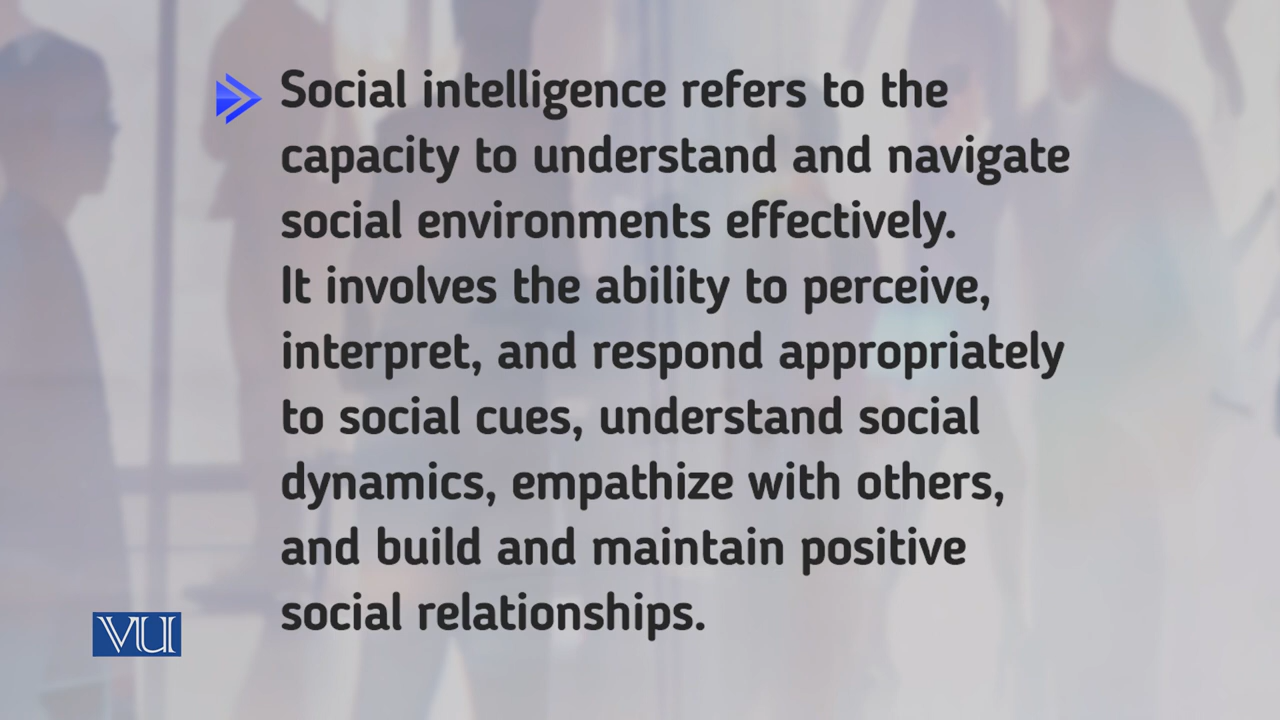 Social intelligence refers to the
capacity to understand and navigate
social environments effectively.
It involves the ability to perceive,
interpret, and respond appropriately
to social cues, understand social
dynamics, empathize with others,
and build and maintain positive
social relationships.
VU